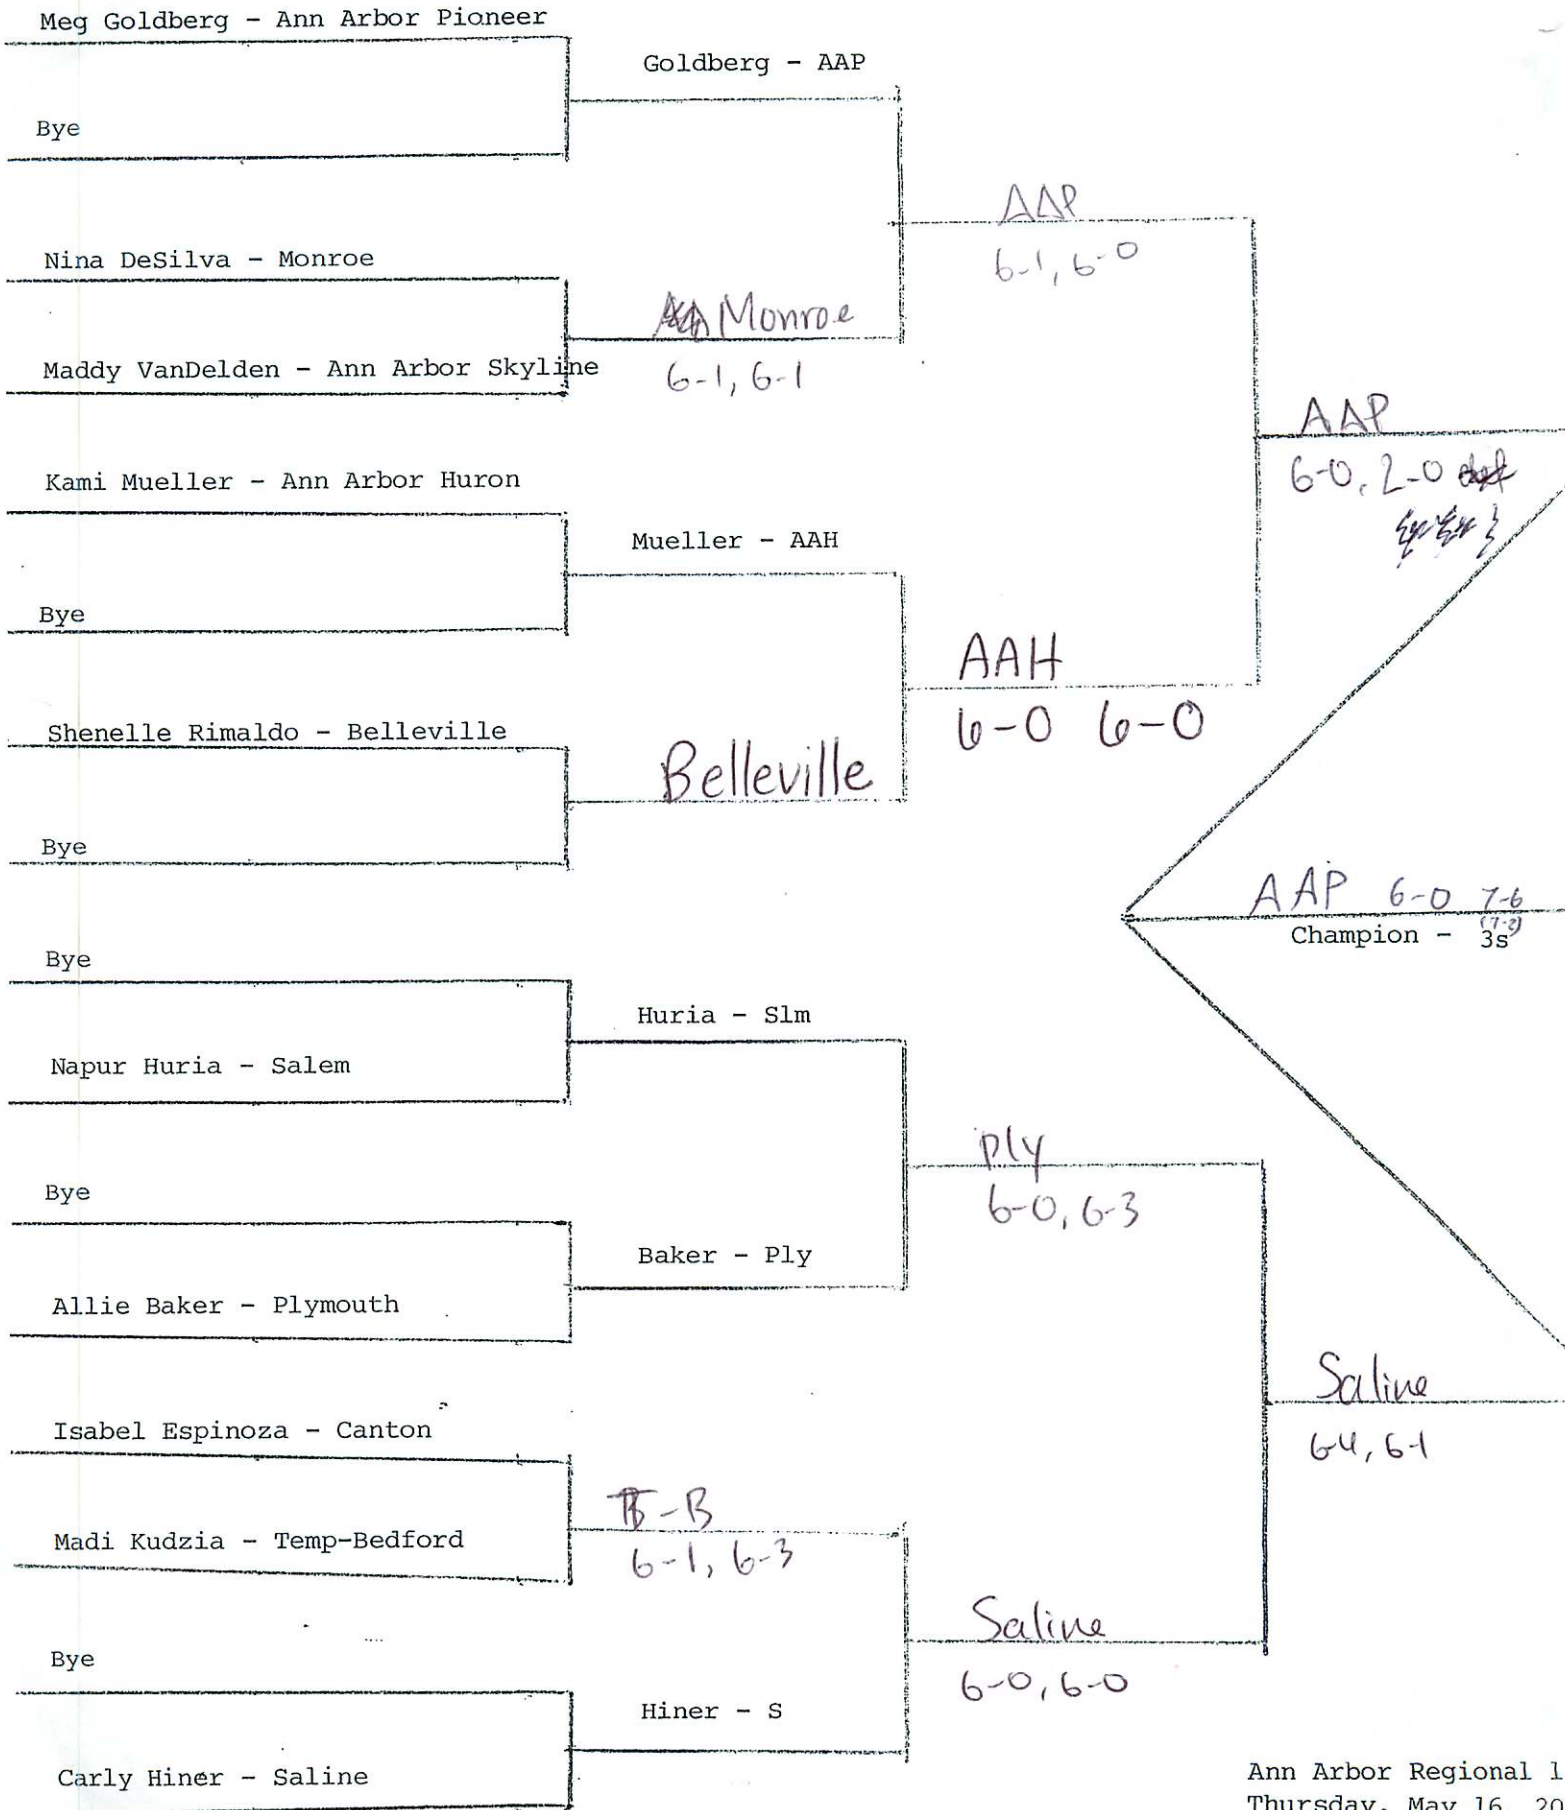 Meg Goldberg - Ann Arbor Pioneer
Goldberg - AAP
Bye
AAP
6-1, 6-0
Nina DeSilva - Monroe
Monroe
6-1, 6-1
Maddy VanDelden - Ann Arbor Skyline
AAP
6-0, 2-0
Kami Mueller - Ann Arbor Huron
Mueller - AAH
Bye
AAH
6-0 6-0
Shenelle Rimaldo - Belleville
Belleville
Bye
AAP 6-0 7-6
(7-2)
Champion - 3s
Bye
Huria - Slm
Napur Huria - Salem
Ply
6-0, 6-3
Bye
Baker - Ply
Allie Baker - Plymouth
Saline
6-4, 6-1
Isabel Espinoza - Canton
T-B
6-1, 6-3
Madi Kudzia - Temp-Bedford
Saline
6-0, 6-0
Bye
Hiner - S
Carly Hiner - Saline
Ann Arbor Regional 1
Thursday, May 16, 20